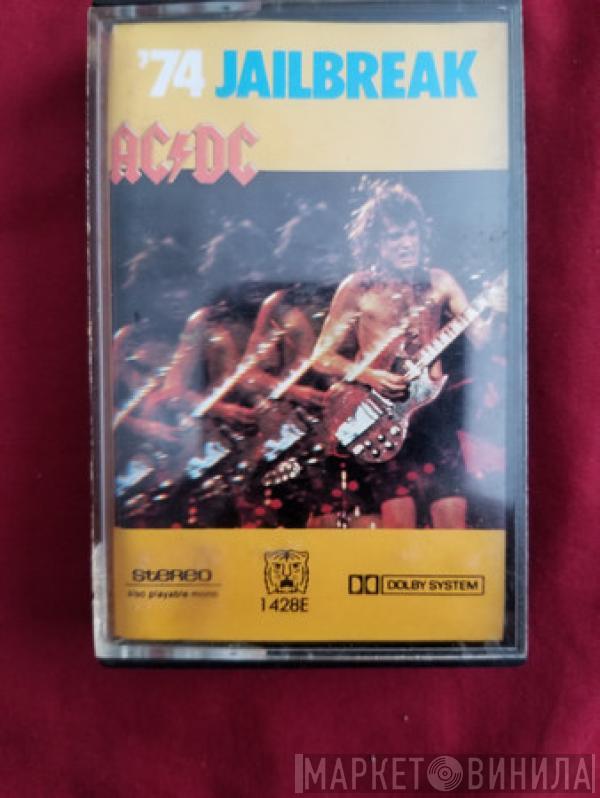 '74 JAILBREAK
AC⚡DC
stereo
Also playable mono
1428E
DOLBY SYSTEM
МАРКЕТ ВИНИЛА